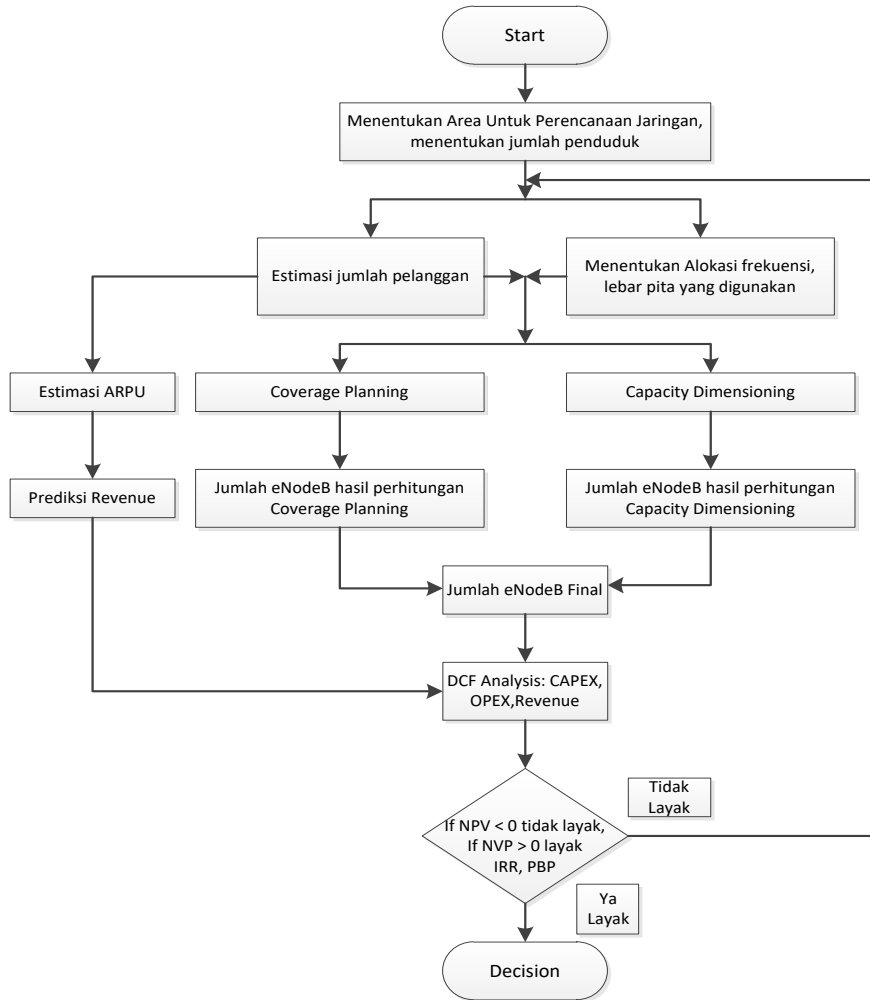 Start
Menentukan Area Untuk Perencanaan Jaringan,
menentukan jumlah penduduk
Estimasi jumlah pelanggan
Menentukan Alokasi frekuensi,
lebar pita yang digunakan
Estimasi ARPU
Coverage Planning
Capacity Dimensioning
Prediksi Revenue
Jumlah eNodeB hasil perhitungan
Coverage Planning
Jumlah eNodeB hasil perhitungan
Capacity Dimensioning
Jumlah eNodeB Final
DCF Analysis: CAPEX,
OPEX,Revenue
If NPV < 0 tidak layak,
If NVP > 0 layak
IRR, PBP
Tidak
Layak
Ya
Layak
Decision